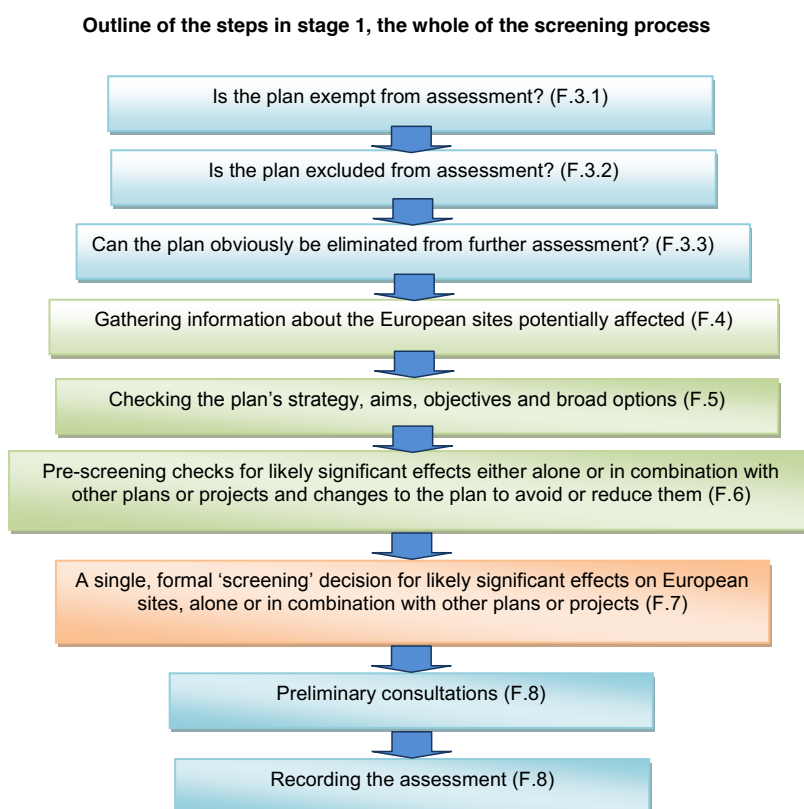 Outline of the steps in stage 1, the whole of the screening process
Is the plan exempt from assessment? (F.3.1)
Is the plan excluded from assessment? (F.3.2)
Can the plan obviously be eliminated from further assessment? (F.3.3)
Gathering information about the European sites potentially affected (F.4)
Checking the plan's strategy, aims, objectives and broad options (F.5)
Pre-screening checks for likely significant effects either alone or in combination with
other plans or projects and changes to the plan to avoid or reduce them (F.6)
A single, formal ‘screening’ decision for likely significant effects on European
sites, alone or in combination with other plans or projects (F.7)
Preliminary consultations (F.8)
Recording the assessment (F.8)